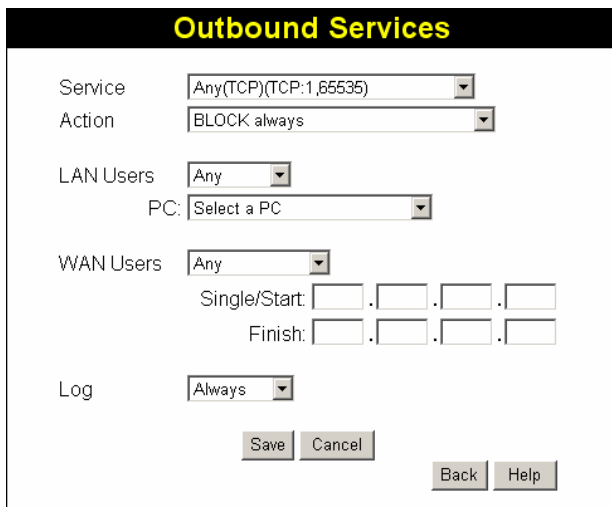 Outbound Services
Service Any(TCP)(TCP:1,65535)
Action BLOCK always
LAN Users Any
PC: Select a PC
WAN Users Any
Single/Start: . . .
Finish: . . .
Log Always
Save Cancel
Back Help